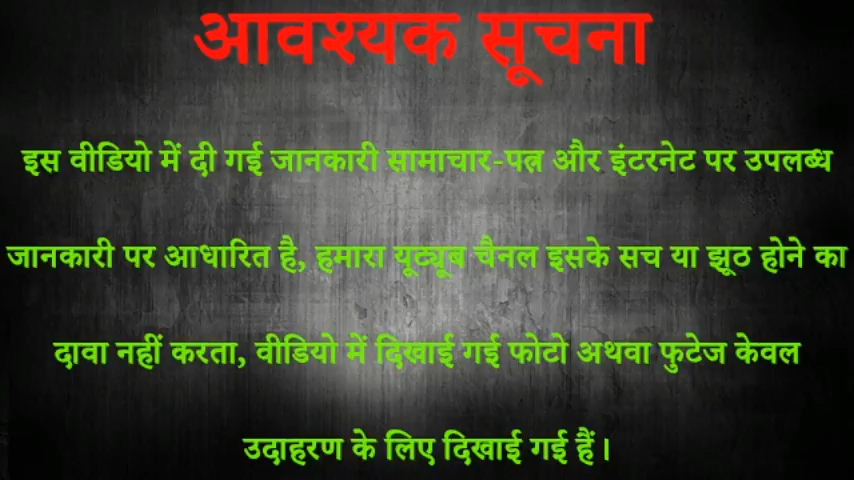 आवश्यक सूचना
इस वीडियो में दी गई जानकारी सामाचार-पत्र और इंटरनेट पर उपलब्ध
जानकारी पर आधारित है, हमारा यूट्यूब चैनल इसके सच या झूठ होने का
दावा नहीं करता, वीडियो में दिखाई गई फोटो अथवा फुटेज केवल
उदाहरण के लिए दिखाई गई हैं।